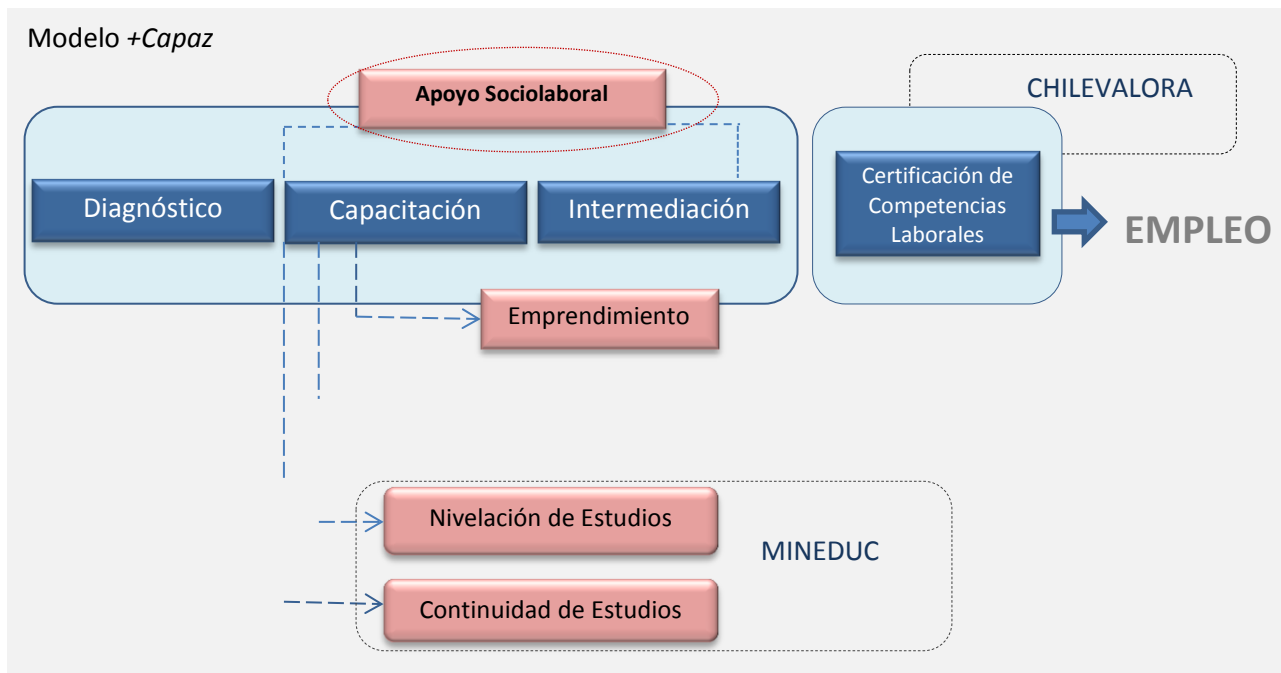 Modelo +Capaz
Apoyo Sociolaboral
CHILEVALORA
Diagnóstico
Capacitación
Intermediación
Certificación de
Competencias
Laborales
EMPLEO
Emprendimiento
Nivelación de Estudios
MINEDUC
Continuidad de Estudios